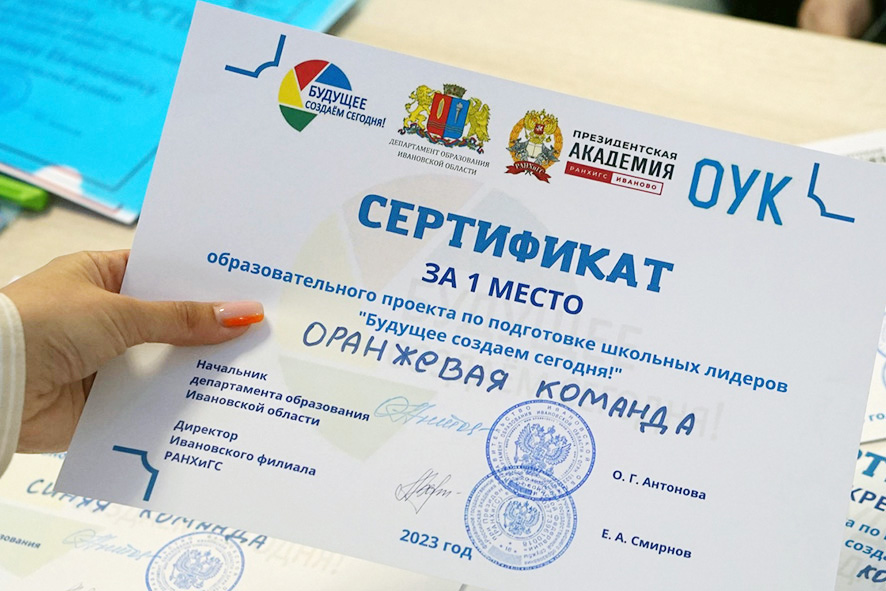 БУДУЩЕЕ
СОЗДАЁМ СЕГОДНЯ!
ДЕПАРТАМЕНТ ОБРАЗОВАНИЯ
ИВАНОВСКОЙ ОБЛАСТИ
РАНХиГС
ПРЕЗИДЕНТСКАЯ
АКАДЕМИЯ
РАНХИГС ИВАНОВО
ОУК
СЕРТИФИКАТ
ЗА 1 МЕСТО
образовательного проекта по подготовке школьных лидеров
"Будущее создаем сегодня!"
ОРАНЖЕВАЯ КОМАНДА
Начальник
департамента образования
Ивановской области
О. Г. Антонова
Директор
Ивановского филиала
РАНХиГС
Е. А. Смирнов
2023 год
СИНЯЯ КОМАНДА